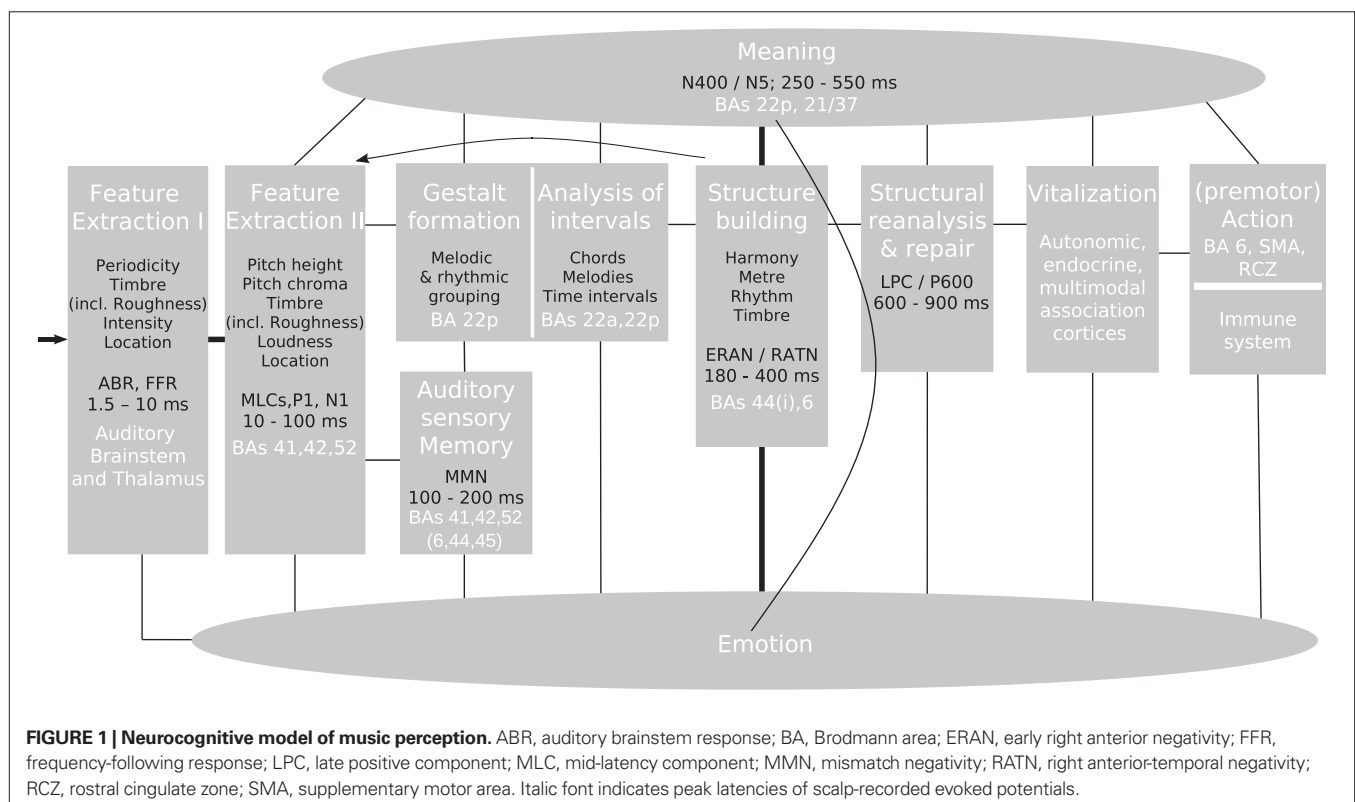 Meaning
N400 / N5; 250 - 550 ms
BAs 22p, 21/37
Feature
Extraction I
Periodicity
Timbre
(incl. Roughness)
Intensity
Location
ABR, FFR
1.5 – 10 ms
Auditory
Brainstem
and Thalamus
Feature
Extraction II
Pitch height
Pitch chroma
Timbre
(incl. Roughness)
Loudness
Location
MLCs,P1, N1
10 - 100 ms
BAs 41,42,52
Gestalt
formation
Melodic
& rhythmic
grouping
BA 22p
Analysis of
intervals
Chords
Melodies
Time intervals
BAs 22a,22p
Auditory
sensory
Memory
MMN
100 - 200 ms
BAs 41,42,52
(6,44,45)
Structure
building
Harmony
Metre
Rhythm
Timbre
ERAN / RATN
180 - 400 ms
BAs 44(i),6
Structural
reanalysis
& repair
LPC / P600
600 - 900 ms
Vitalization
Autonomic,
endocrine,
multimodal
association
cortices
(premotor)
Action
BA 6, SMA,
RCZ
Immune
system
Emotion
FIGURE 1 | Neurocognitive model of music perception. ABR, auditory brainstem response; BA, Brodmann area; ERAN, early right anterior negativity; FFR,
frequency-following response; LPC, late positive component; MLC, mid-latency component; MMN, mismatch negativity; RATN, right anterior-temporal negativity;
RCZ, rostral cingulate zone; SMA, supplementary motor area. Italic font indicates peak latencies of scalp-recorded evoked potentials.